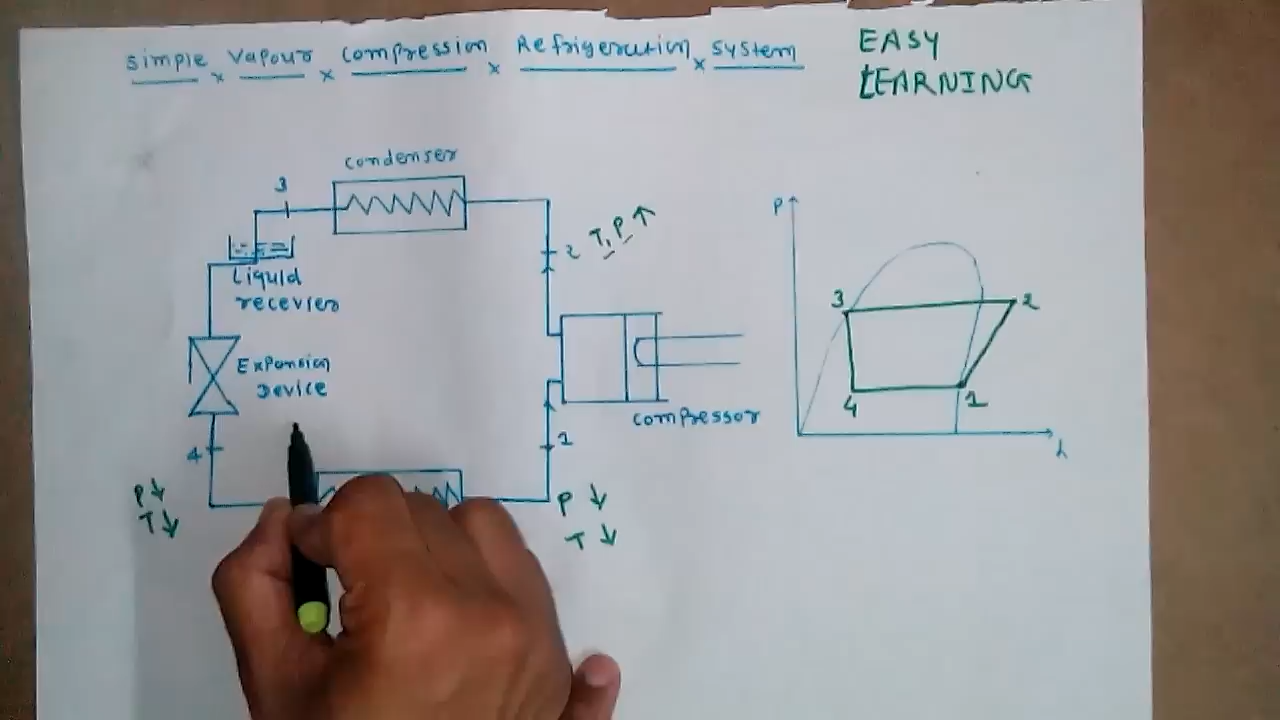 simple x vapour x compression x Refrigeration x system
EASY
LEARNING
condenser
3
2 T, P ↑
Liquid
recevier
Expansion
Device
compressor
4
1
P ↓
T ↓
P ↓
T ↓
P
3
2
4
1
h